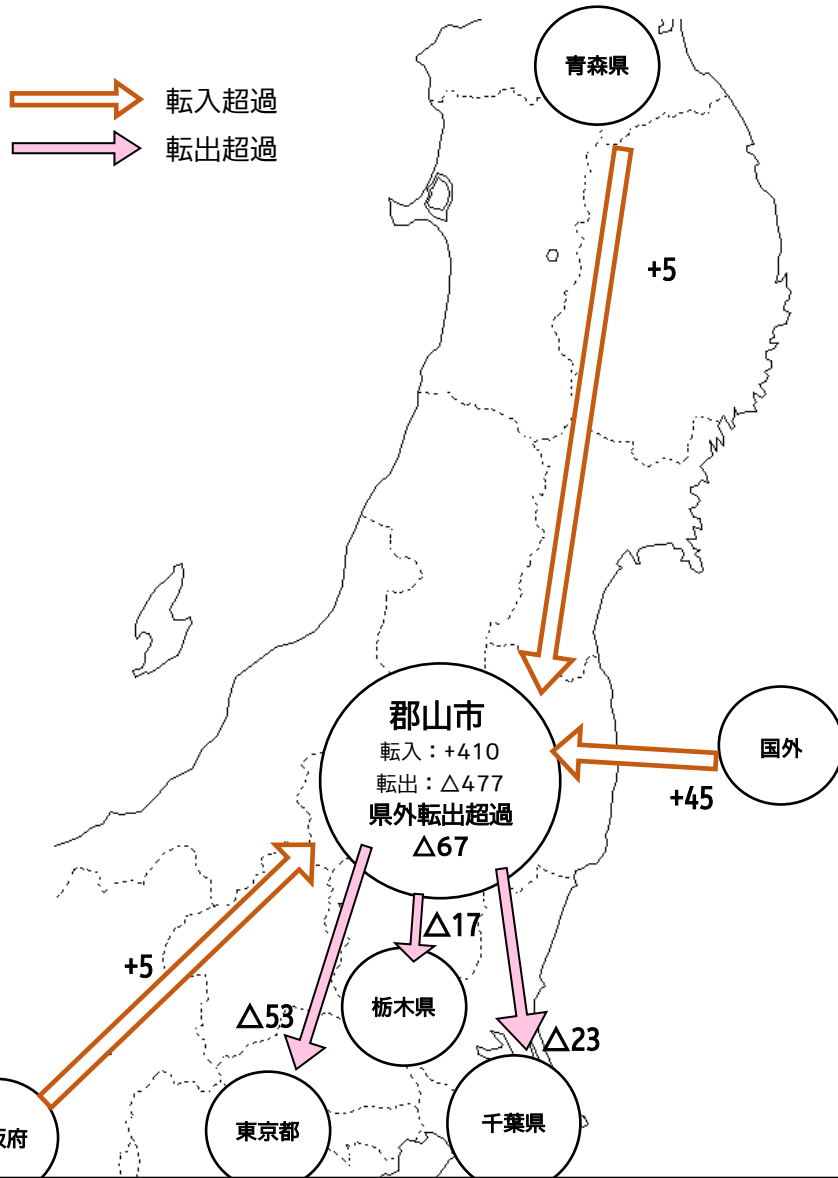 青森県
転入超過
転出超過
+5
郡山市
転入：+410
転出：△477
県外転出超過
△67
国外
+45
△17
+5
栃木県
△53
△23
東京都
千葉県
阪府